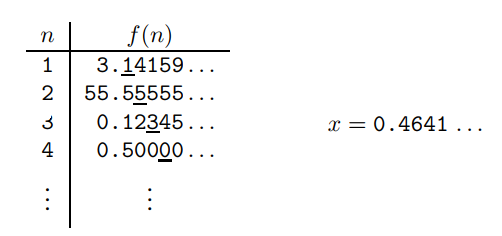 n f(n)
1 3.14159...
2 55.55555...
3 0.12345...
4 0.50000...
⋮ ⋮
x = 0.4641 ...